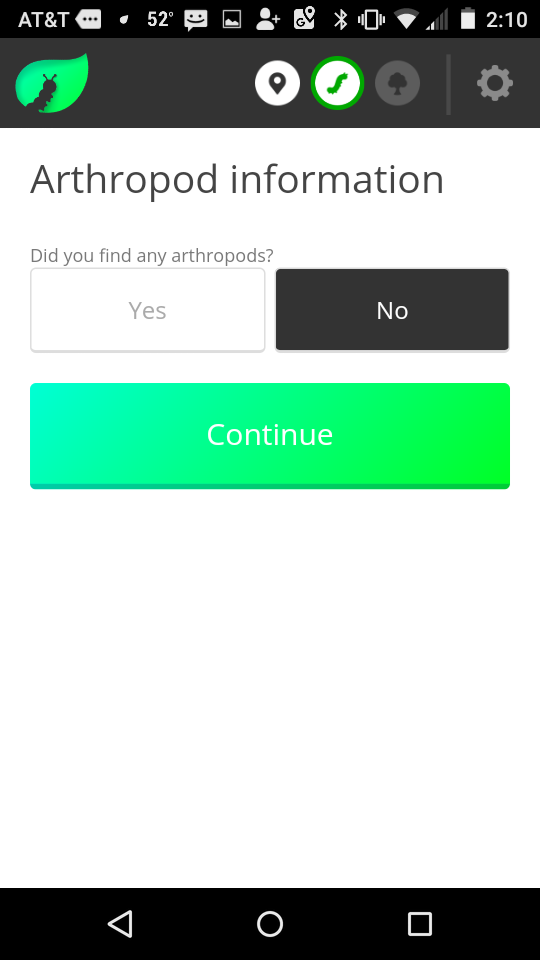 AT&T 52° 2:10
Arthropod information
Did you find any arthropods?
Yes No
Continue